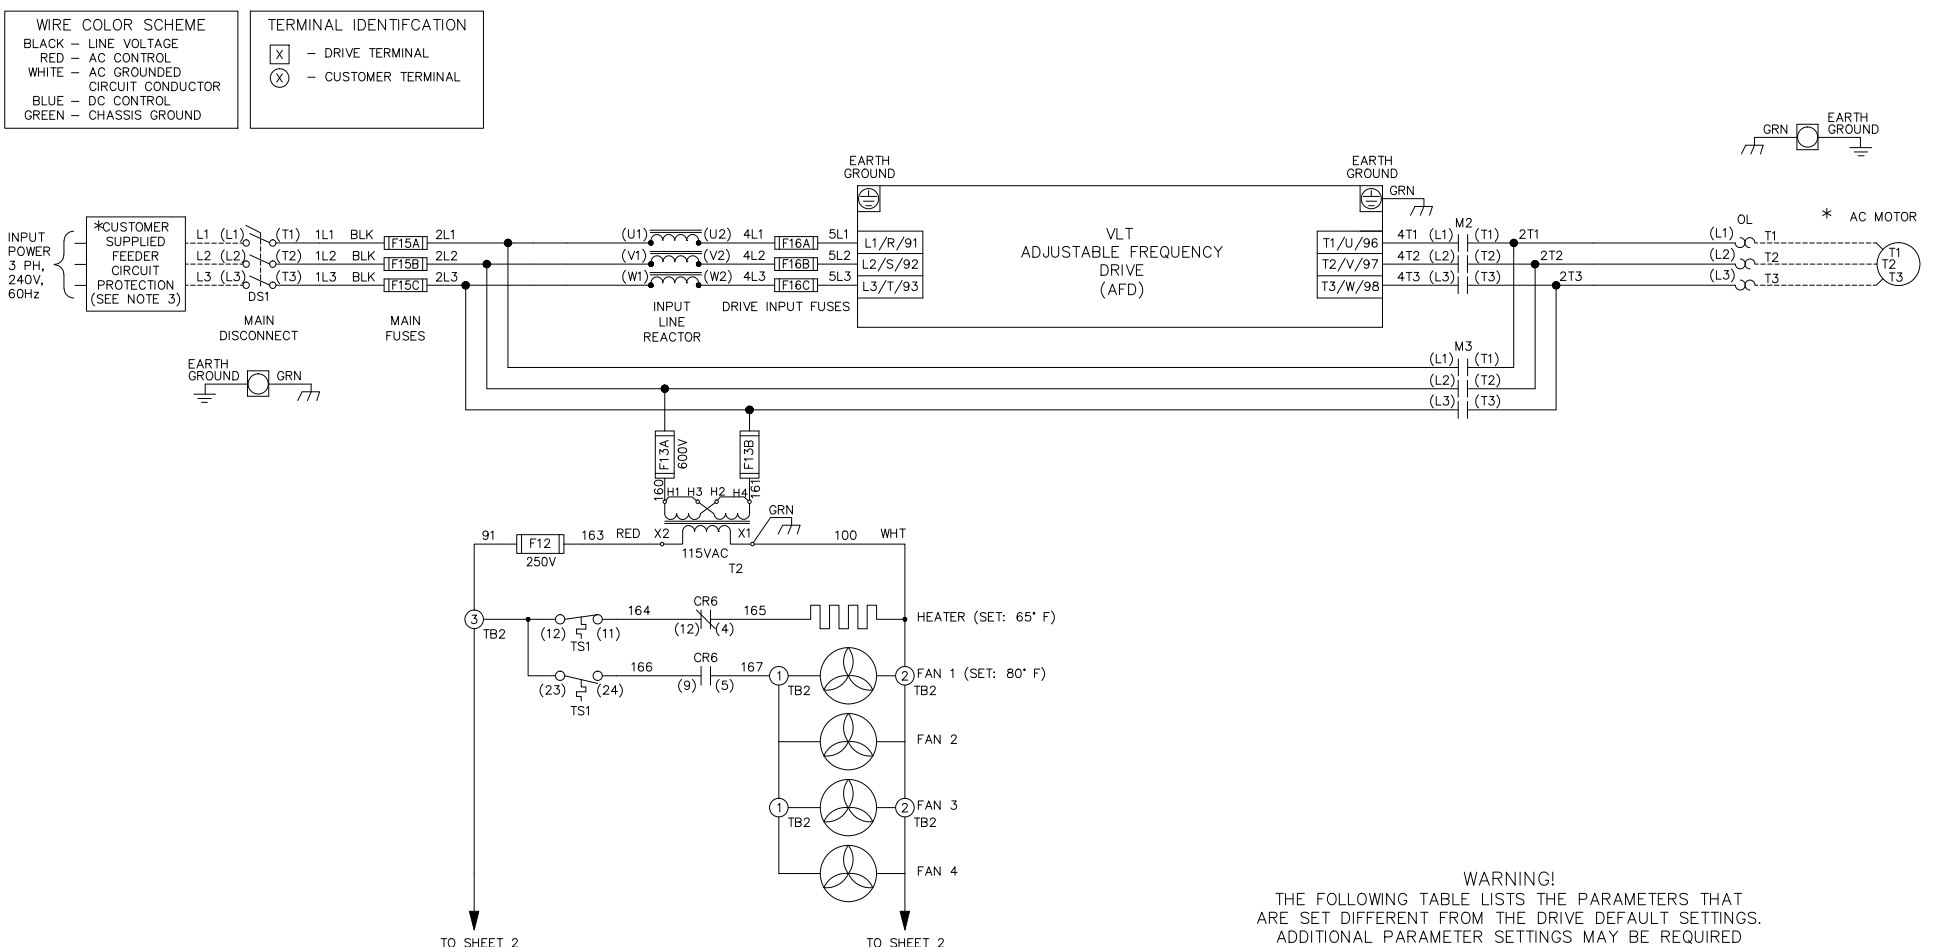 WIRE COLOR SCHEME
BLACK – LINE VOLTAGE
RED – AC CONTROL
WHITE – AC GROUNDED
CIRCUIT CONDUCTOR
BLUE – DC CONTROL
GREEN – CHASSIS GROUND
TERMINAL IDENTIFCATION
X – DRIVE TERMINAL
X – CUSTOMER TERMINAL
GRN
EARTH
GROUND
INPUT
POWER
3 PH,
240V,
60Hz
*CUSTOMER
SUPPLIED
FEEDER
CIRCUIT
PROTECTION
(SEE NOTE 3)
L1 (L1) (T1) 1L1 BLK F15A 2L1
L2 (L2) (T2) 1L2 BLK F15B 2L2
L3 (L3) (T3) 1L3 BLK F15C 2L3
DS1
MAIN
DISCONNECT
MAIN
FUSES
(U1) (U2) 4L1 F16A 5L1
(V1) (V2) 4L2 F16B 5L2
(W1) (W2) 4L3 F16C 5L3
INPUT
LINE
REACTOR
DRIVE INPUT FUSES
EARTH
GROUND
L1/R/91
L2/S/92
L3/T/93
VLT
ADJUSTABLE FREQUENCY
DRIVE
(AFD)
EARTH
GROUND
GRN
T1/U/96
T2/V/97
T3/W/98
M2
4T1 (L1) (T1) 2T1
4T2 (L2) (T2) 2T2
4T3 (L3) (T3) 2T3
OL
(L1) T1
(L2) T2
(L3) T3
* AC MOTOR
T1
T2
T3
M3
(L1) (T1)
(L2) (T2)
(L3) (T3)
EARTH
GROUND
GRN
F13A
600V
F13B
160
161
H1 H3 H2 H4
GRN
91 F12 163 RED X2 X1 100 WHT
250V
115VAC
T2
3
TB2
(12) (11)
TS1
164
CR6
(12) (4)
165
HEATER (SET: 65° F)
(23) (24)
TS1
166
CR6
(9) (5)
167
1
TB2
2
TB2
FAN 1 (SET: 80° F)
FAN 2
1
TB2
2
TB2
FAN 3
FAN 4
TO SHEET 2
TO SHEET 2
WARNING!
THE FOLLOWING TABLE LISTS THE PARAMETERS THAT
ARE SET DIFFERENT FROM THE DRIVE DEFAULT SETTINGS.
ADDITIONAL PARAMETER SETTINGS MAY BE REQUIRED